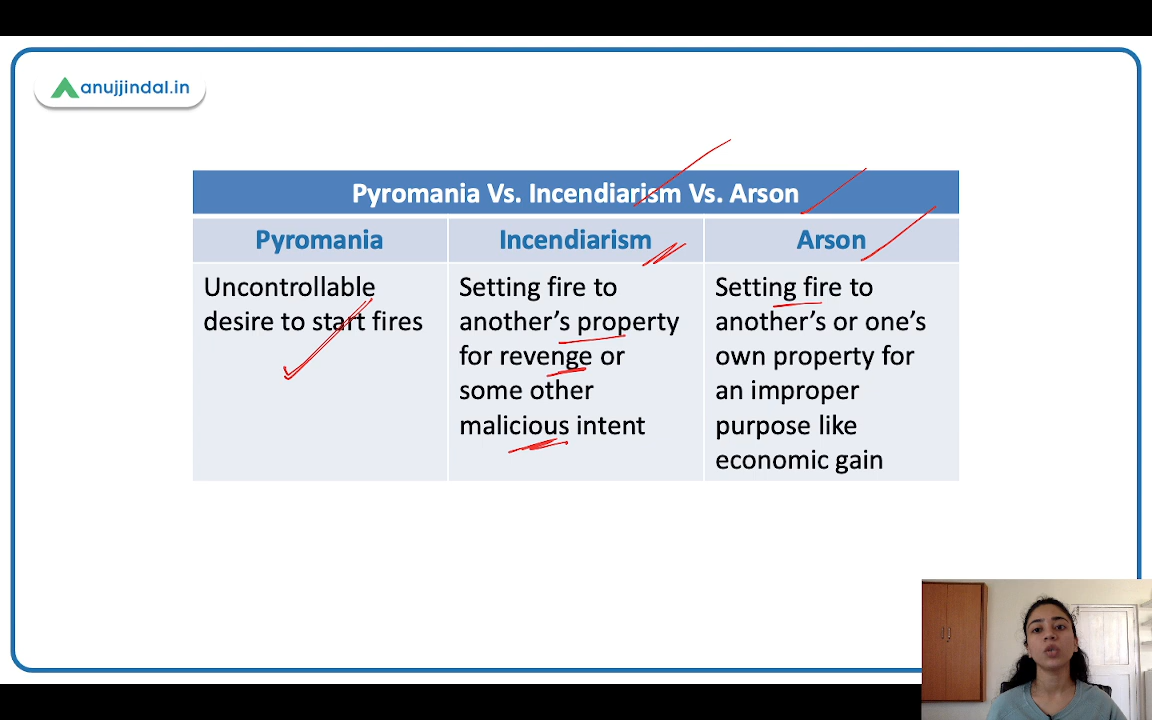 anujjindal.in
Pyromania Vs. Incendiarism Vs. Arson
Pyromania
Incendiarism
Arson
Uncontrollable
desire to start fires
Setting fire to
another's property
for revenge or
some other
malicious intent
Setting fire to
another's or one's
own property for
an improper
purpose like
economic gain